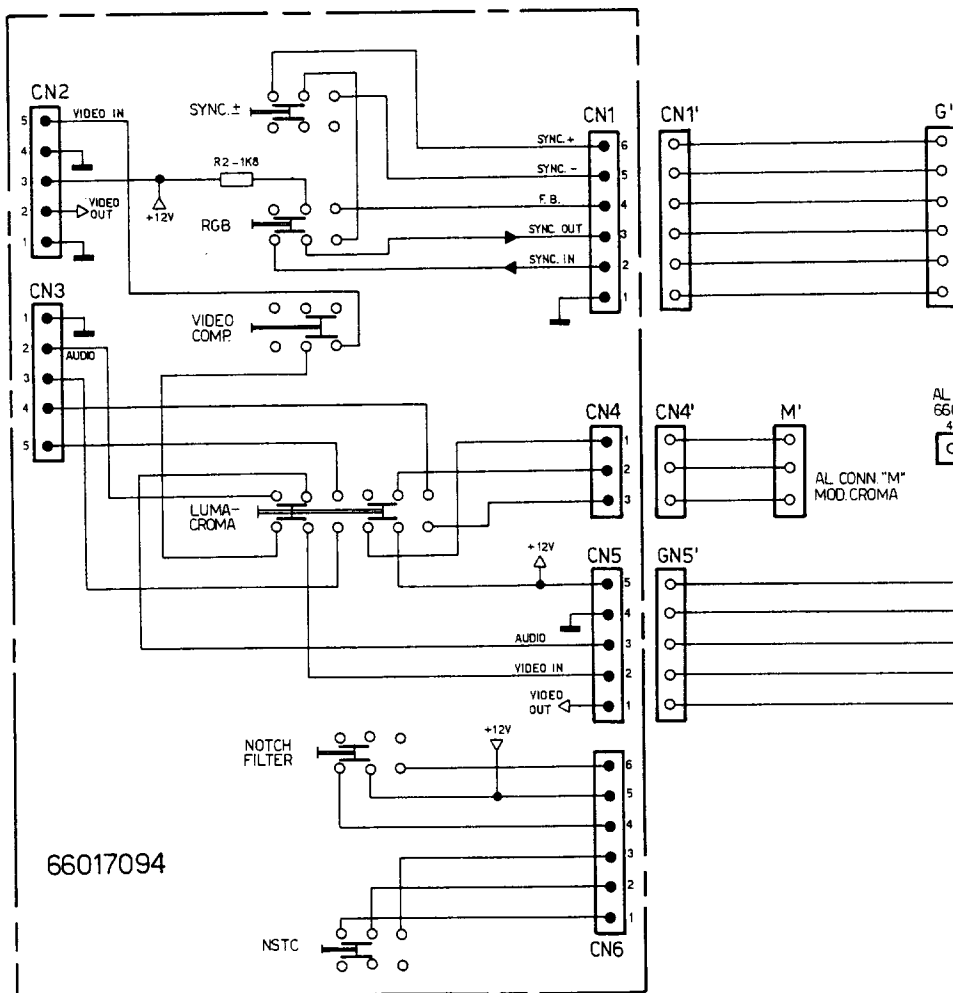 CN2
5 VIDEO IN
4
3
2 VIDEO OUT
1
+12V
R2-1K8
SYNC.±
RGB
CN1
SYNC.+ 6
SYNC.- 5
F.B. 4
SYNC. OUT 3
SYNC. IN 2
1
CN1'
G'
CN3
1
2 AUDIO
3
4
5
VIDEO
COMP.
LUMA-
CROMA
CN4
1
2
3
CN4'
M'
AL CONN. "M"
MOD.CROMA
AL
66
4
+12V
CN5
5
4
AUDIO 3
VIDEO IN 2
VIDEO
OUT 1
GN5'
NOTCH
FILTER
+12V
6
5
4
3
2
1
CN6
NSTC
66017094